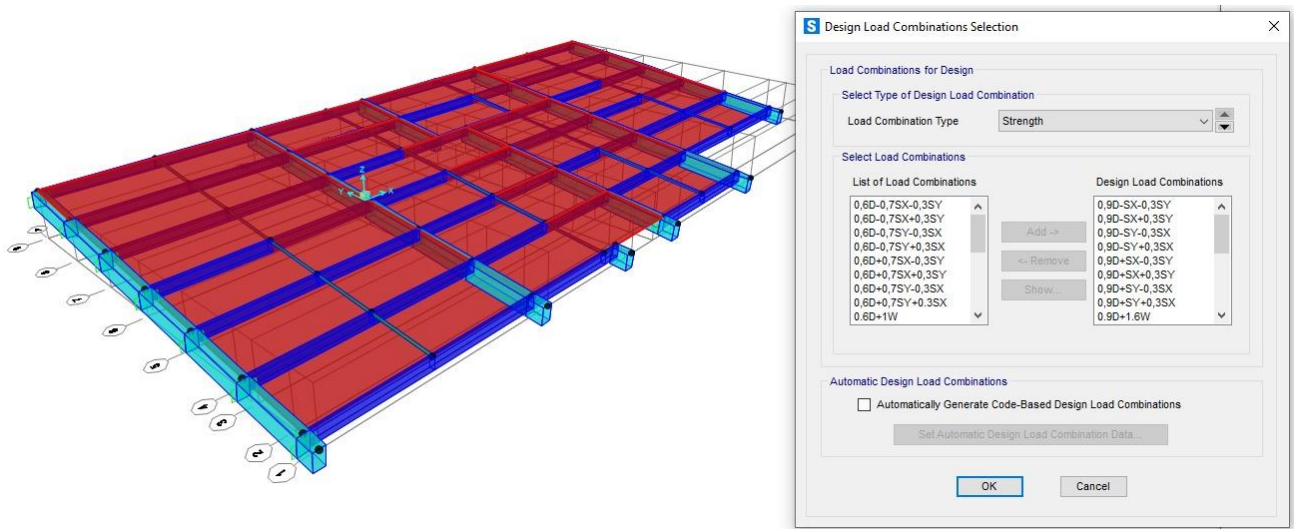 Design Load Combinations Selection
Load Combinations for Design
Select Type of Design Load Combination
Load Combination Type
Strength
Select Load Combinations
List of Load Combinations
Design Load Combinations
0,6D-0,7SX-0,3SY
0,6D-0,7SX+0,3SY
0,6D-0,7SY-0,3SX
0,6D-0,7SY+0,3SX
0,6D+0,7SX-0,3SY
0,6D+0,7SX+0,3SY
0,6D+0,7SY-0,3SX
0,6D+0,7SY+0.3SX
0.6D+1W
Add ->
<- Remove
Show...
0,9D-SX-0,3SY
0,9D-SX+0,3SY
0,9D-SY-0,3SX
0,9D-SY+0,3SX
0,9D+SX-0,3SY
0,9D+SX+0,3SY
0,9D+SY-0,3SX
0,9D+SY+0,3SX
0.9D+1.6W
Automatic Design Load Combinations
Automatically Generate Code-Based Design Load Combinations
Set Automatic Design Load Combination Data...
OK
Cancel
Z
Y
X
5
4
3
2
1